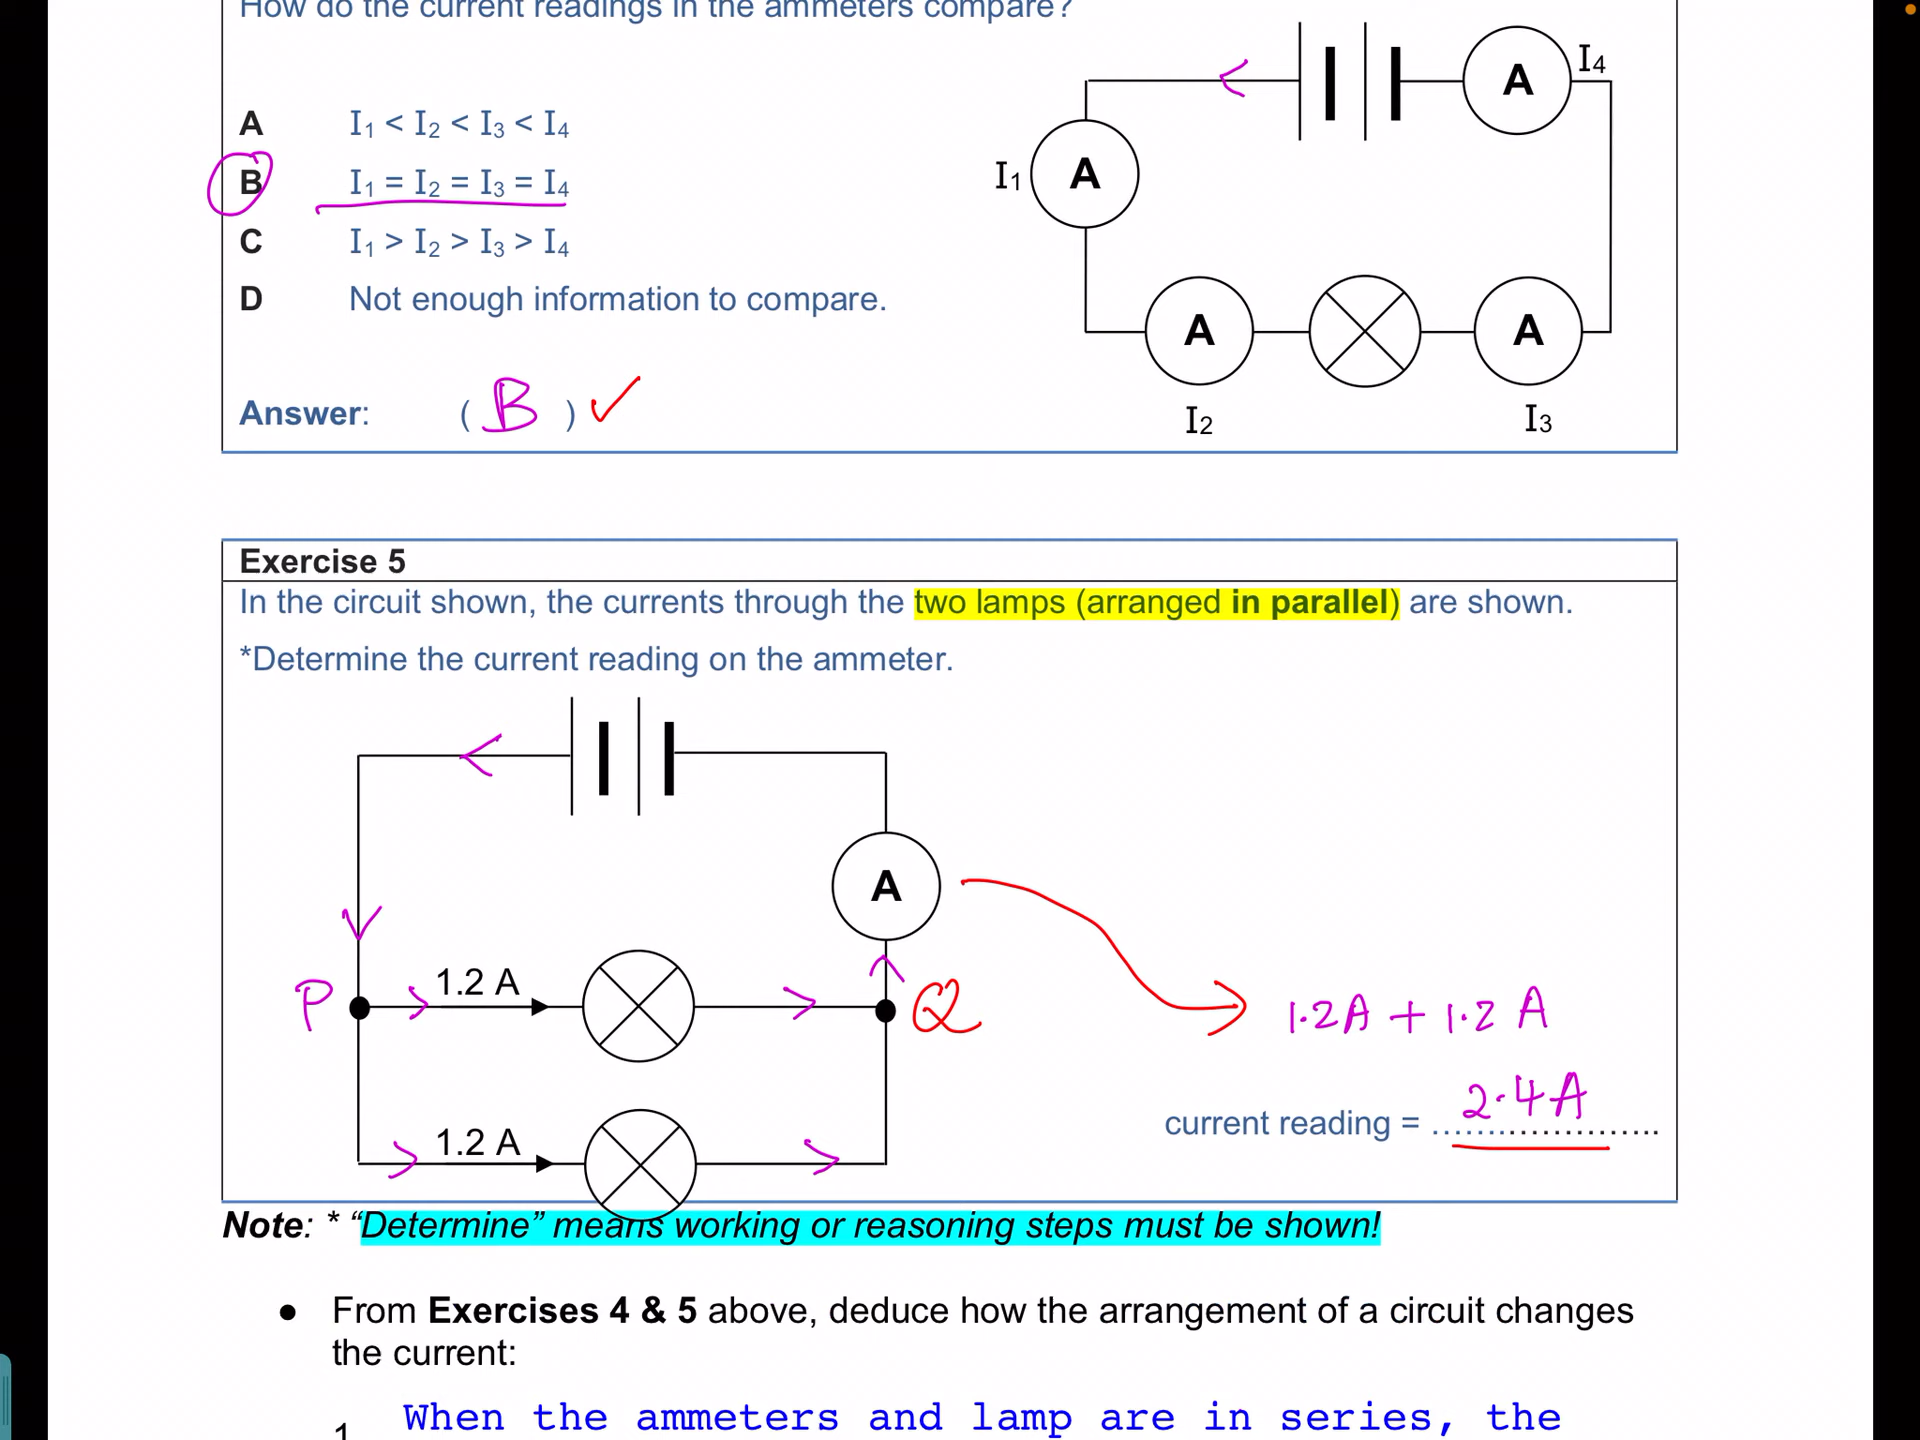 How do the current readings in the ammeters compare?
I4
A
A I1 < I2 < I3 < I4
I1 A
B I1 = I2 = I3 = I4
C I1 > I2 > I3 > I4
D Not enough information to compare.
A A
Answer: ( B )
I2 I3
Exercise 5
In the circuit shown, the currents through the two lamps (arranged in parallel) are shown.
*Determine the current reading on the ammeter.
A
P 1.2 A Q 1.2A + 1.2 A
current reading = 2.4A
1.2 A
Note: * “Determine” means working or reasoning steps must be shown!
● From Exercises 4 & 5 above, deduce how the arrangement of a circuit changes
the current:
1 When the ammeters and lamp are in series, the